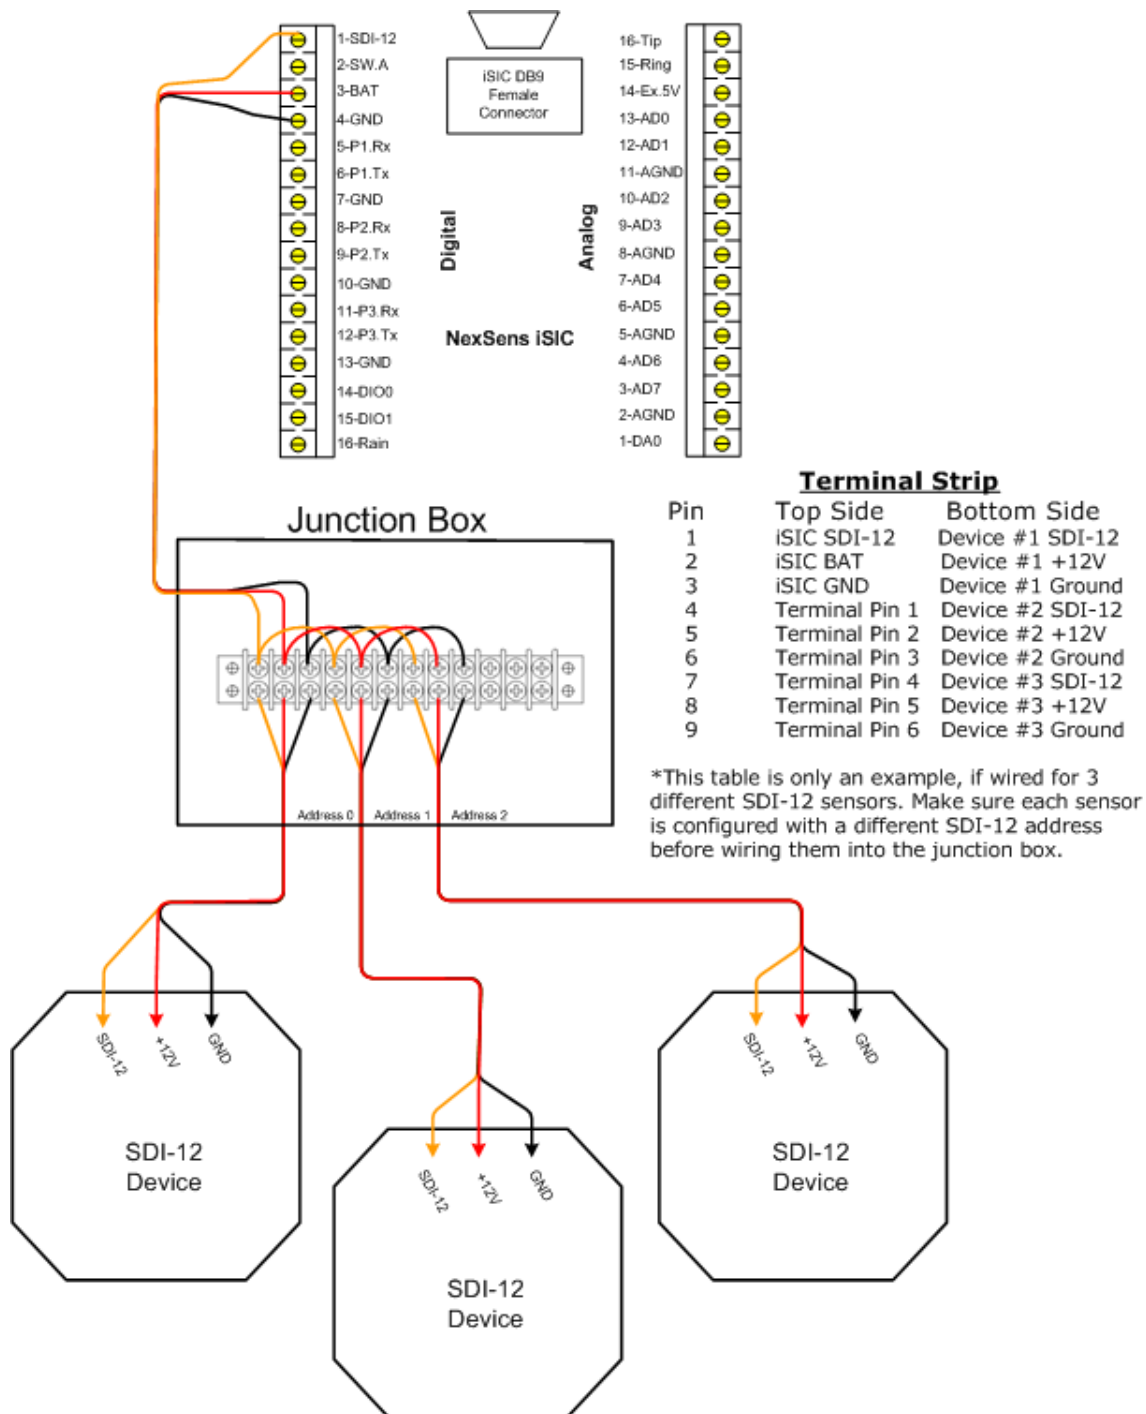 1-SDI-12
2-SW.A
3-BAT
4-GND
5-P1.Rx
6-P1.Tx
7-GND
8-P2.Rx
9-P2.Tx
10-GND
11-P3.Rx
12-P3.Tx
13-GND
14-DIO0
15-DIO1
16-Rain
iSIC DB9
Female
Connector
Digital
Analog
NexSens iSIC
16-Tip
15-Ring
14-Ex.5V
13-AD0
12-AD1
11-AGND
10-AD2
9-AD3
8-AGND
7-AD4
6-AD5
5-AGND
4-AD6
3-AD7
2-AGND
1-DA0
Terminal Strip
Pin Top Side Bottom Side
1 iSIC SDI-12 Device #1 SDI-12
2 iSIC BAT Device #1 +12V
3 iSIC GND Device #1 Ground
4 Terminal Pin 1 Device #2 SDI-12
5 Terminal Pin 2 Device #2 +12V
6 Terminal Pin 3 Device #2 Ground
7 Terminal Pin 4 Device #3 SDI-12
8 Terminal Pin 5 Device #3 +12V
9 Terminal Pin 6 Device #3 Ground
*This table is only an example, if wired for 3
different SDI-12 sensors. Make sure each sensor
is configured with a different SDI-12 address
before wiring them into the junction box.
Junction Box
Address 0 Address 1 Address 2
SDI-12 +12V GND
SDI-12
Device
SDI-12 +12V GND
SDI-12
Device
SDI-12 +12V GND
SDI-12
Device